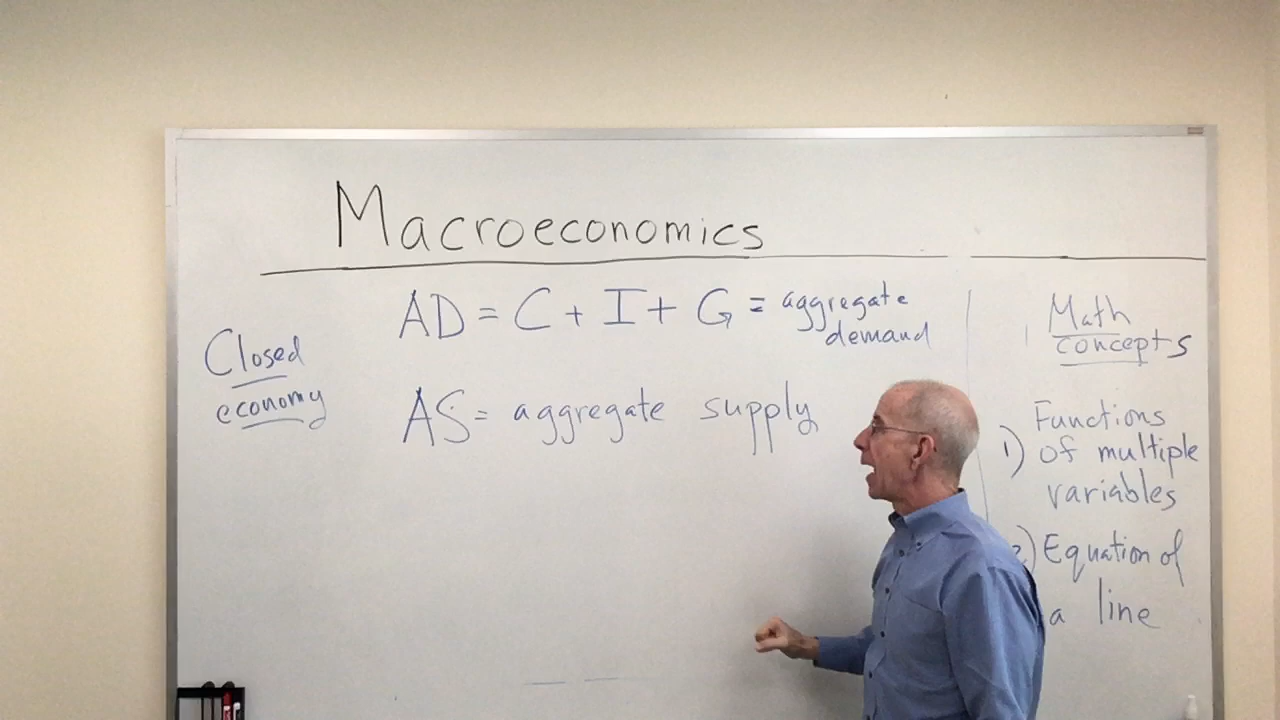 Macroeconomics
AD = C + I + G = aggregate
demand
Closed
economy
AS = aggregate supply
Math
concepts
1) Functions
of multiple
variables
2) Equation of
a line